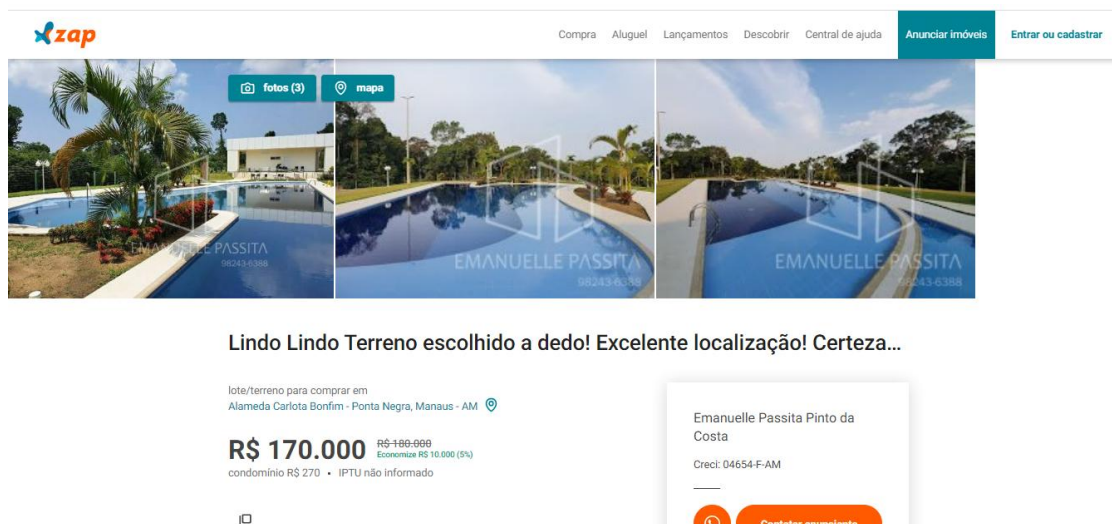 zap
Compra Aluguel Lançamentos Descobrir Central de ajuda Anunciar imóveis Entrar ou cadastrar
fotos (3) mapa
EMANUELLE PASSITA
98243-6388
EMANUELLE PASSITA
98243-6388
EMANUELLE PASSITA
98243-6388
Lindo Lindo Terreno escolhido a dedo! Excelente localização! Certeza...
lote/terreno para comprar em
Alameda Carlota Bonfim - Ponta Negra, Manaus - AM
R$ 170.000 R$ 180.000
Economize R$ 10.000 (5%)
condomínio R$ 270 • IPTU não informado
Emanuelle Passita Pinto da
Costa
Creci: 04654-F-AM
Contatar anunciante